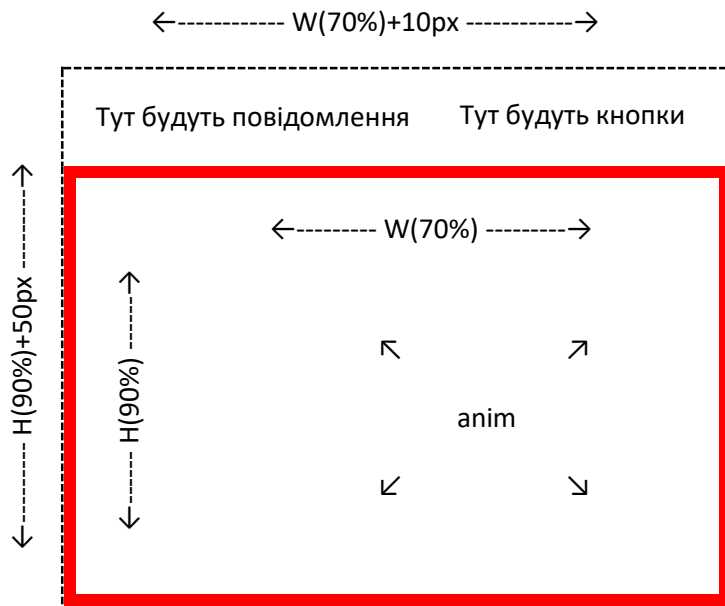 W(70%)+10px
Тут будуть повідомлення Тут будуть кнопки
W(70%)
H(90%)+50px
H(90%)
anim